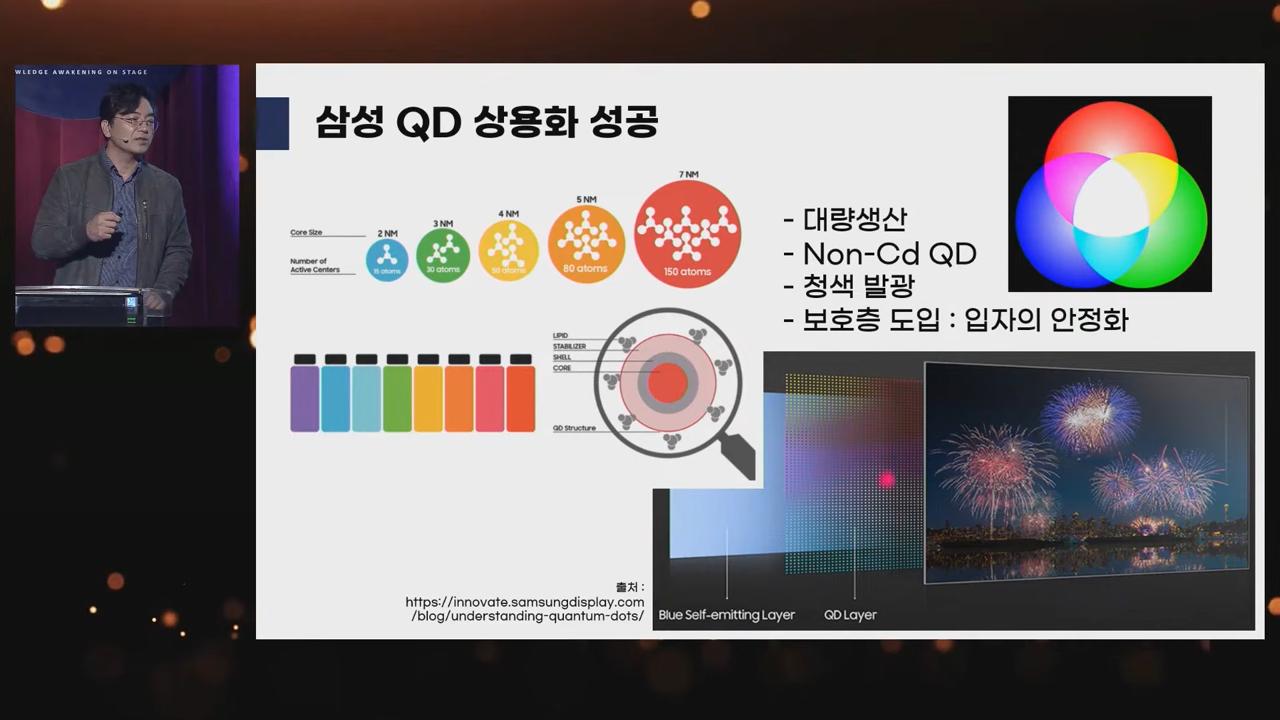 WLEDGE AWAKENING ON STAGE
삼성 QD 상용화 성공
Core Size
Number of
Active Centers
2 NM
3 NM
4 NM
5 NM
7 NM
15 atoms
30 atoms
50 atoms
80 atoms
150 atoms
- 대량생산
- Non-Cd QD
- 청색 발광
- 보호층 도입 : 입자의 안정화
LIPID
STABILIZER
SHELL
CORE
QD Structure
Blue Self-emitting Layer
QD Layer
출처 :
https://innovate.samsungdisplay.com
/blog/understanding-quantum-dots/